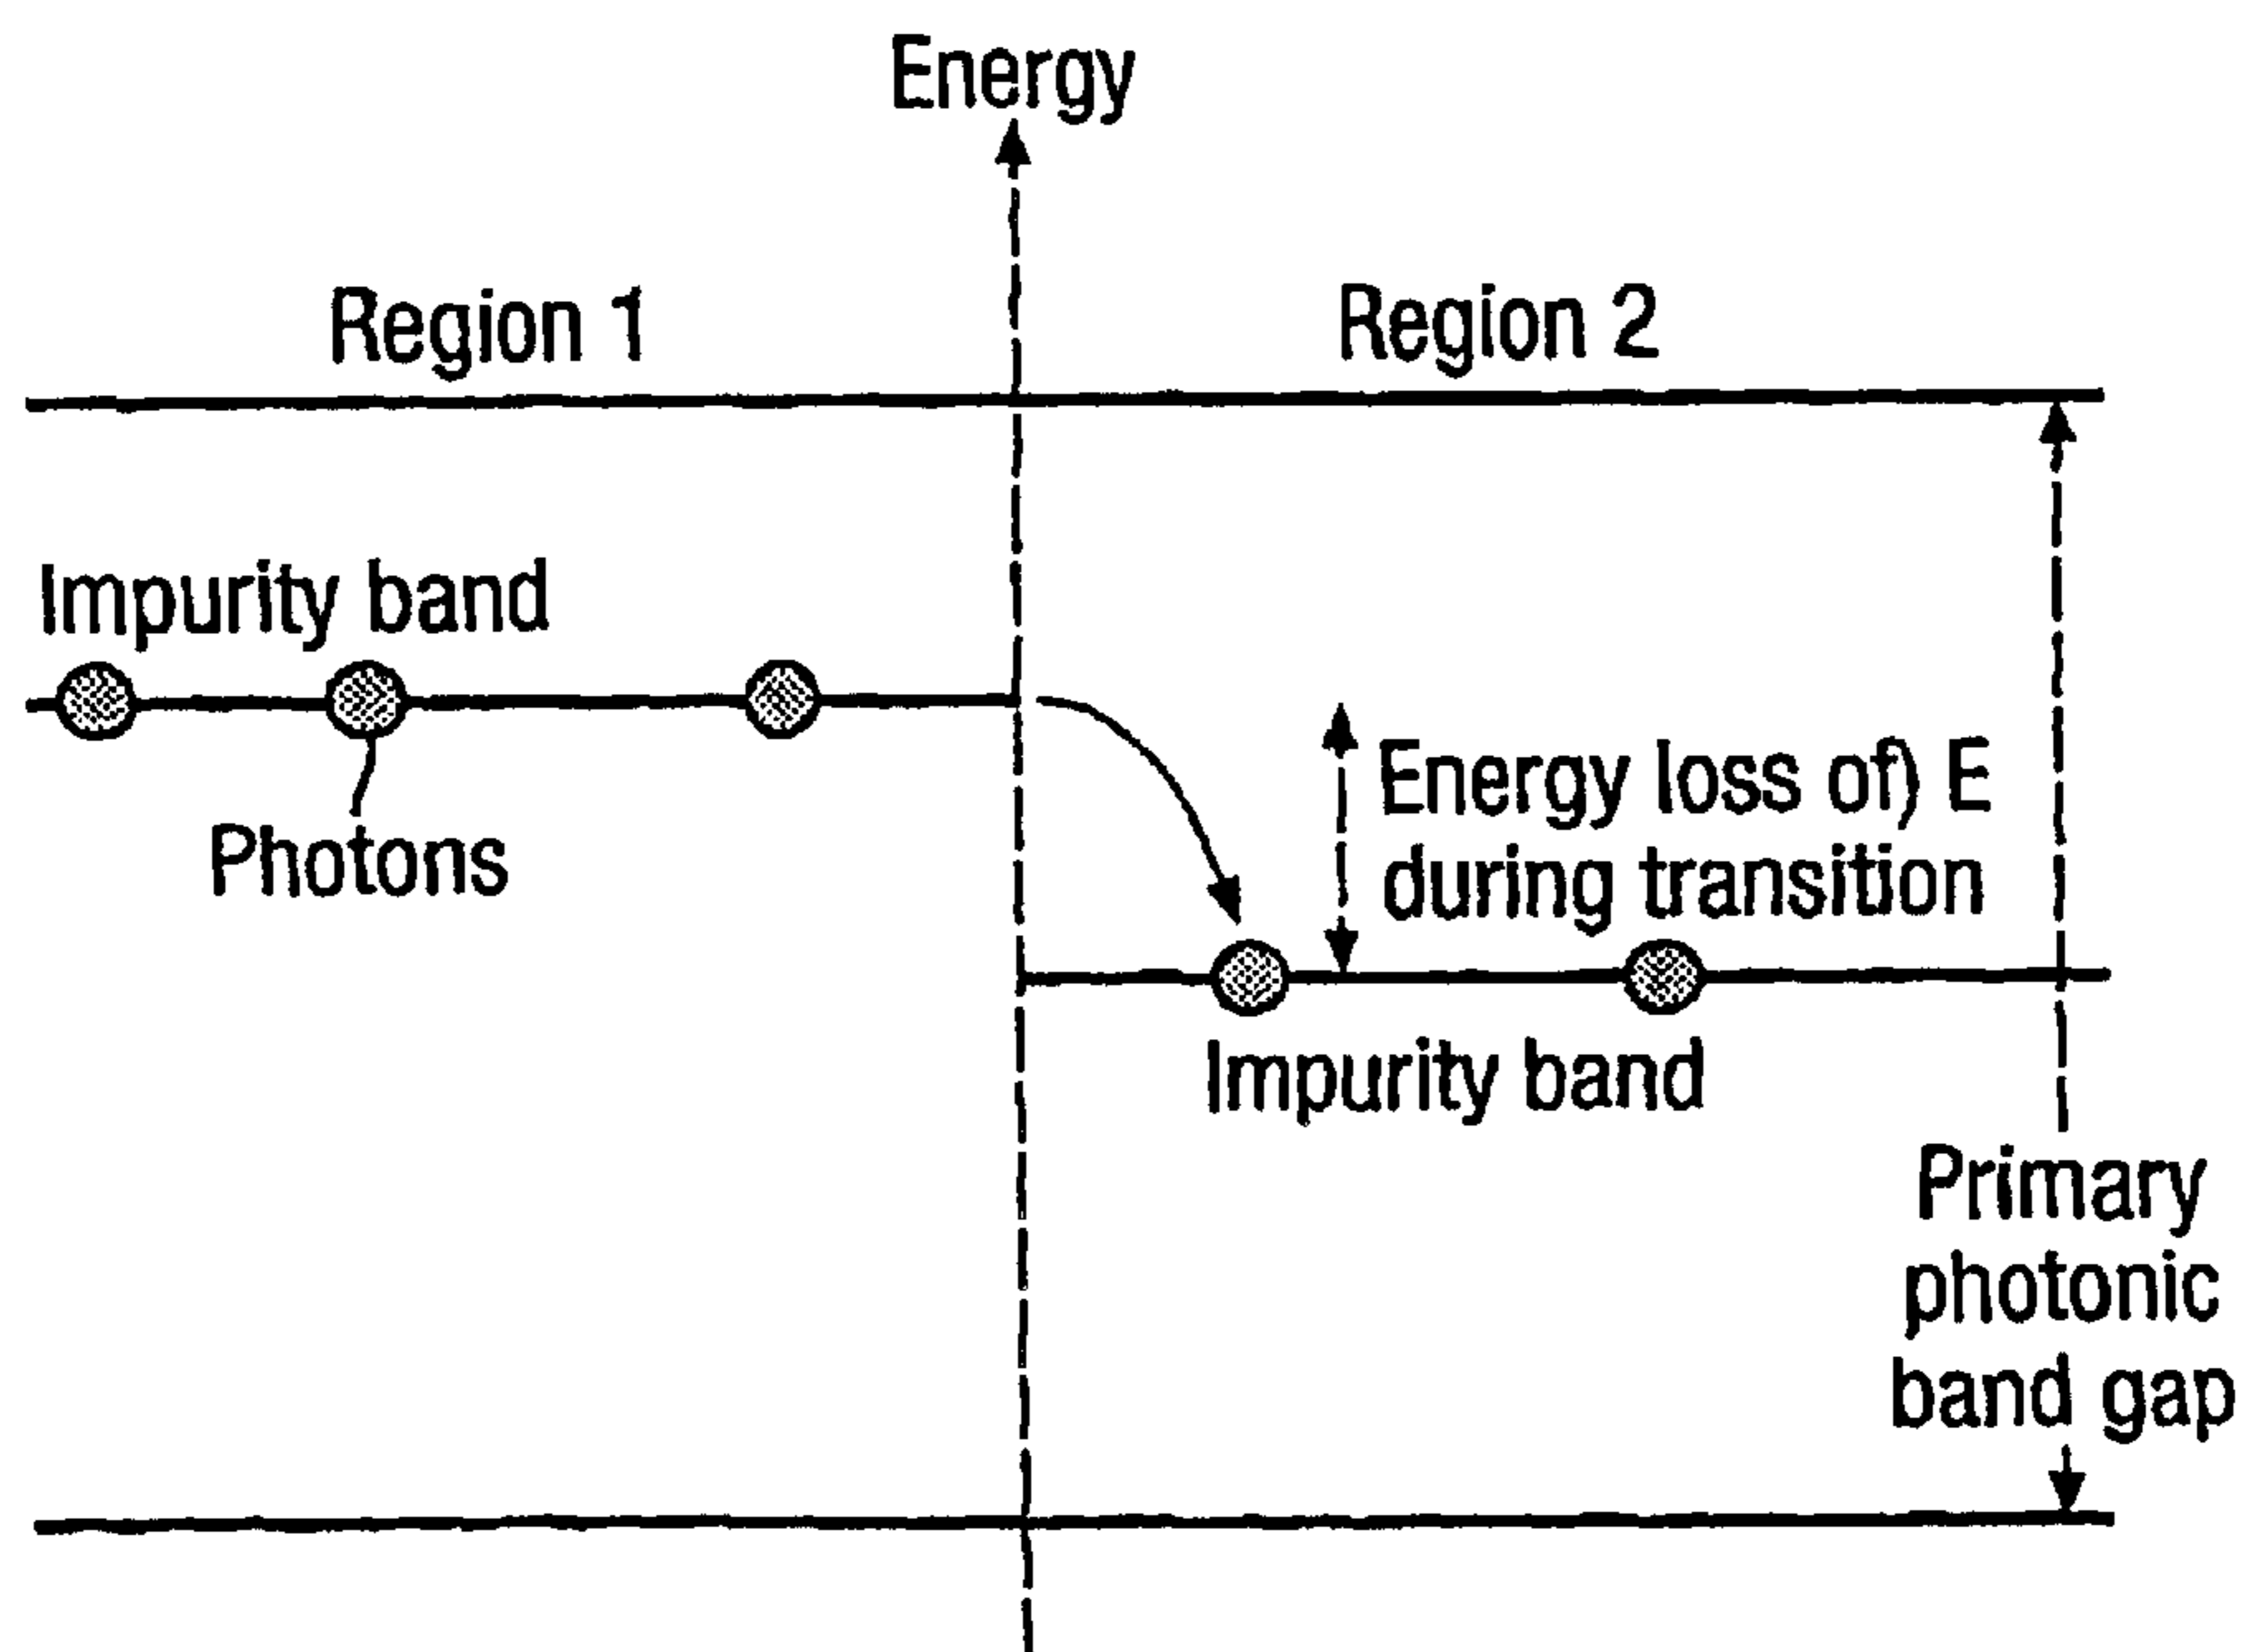 Energy
Region 1
Region 2
Impurity band
Photons
Energy loss of) E
during transition
Impurity band
Primary
photonic
band gap